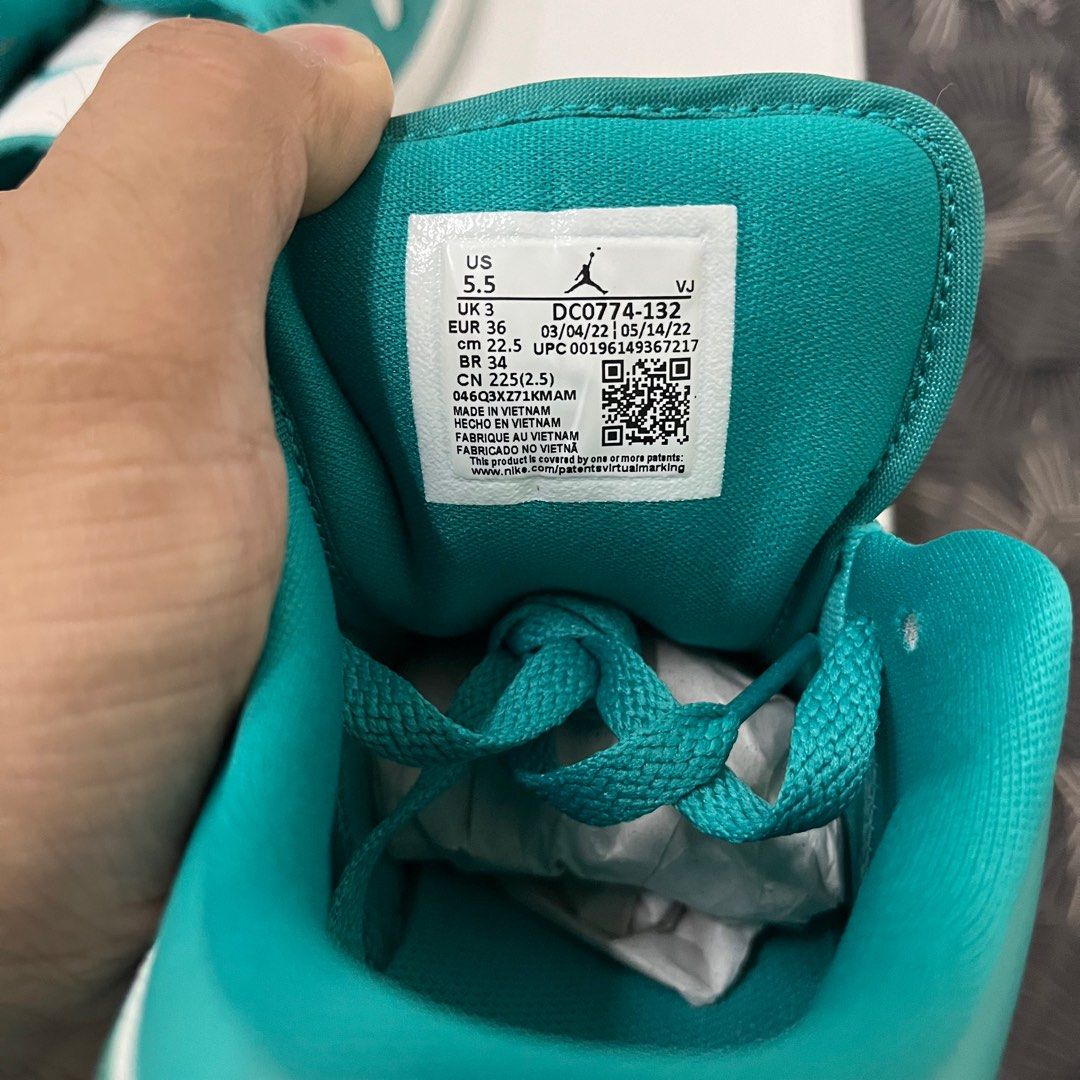 US
5.5
VJ
UK 3
DC0774-132
EUR 36
03/04/22 | 05/14/22
cm 22.5
UPC 00196149367217
BR 34
CN 225(2.5)
046Q3XZ71KMAM
MADE IN VIETNAM
HECHO EN VIETNAM
FABRIQUE AU VIETNAM
FABRICADO NO VIETNÃ
This product is covered by one or more patents:
www.nike.com/patentsvirtualmarking